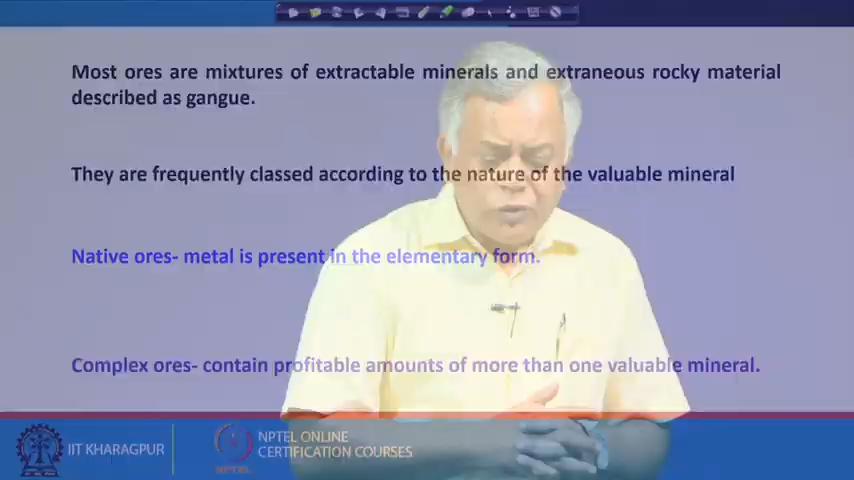 Most ores are mixtures of extractable minerals and extraneous rocky material
described as gangue.
They are frequently classed according to the nature of the valuable mineral
Native ores- metal is present in the elementary form.
Complex ores- contain profitable amounts of more than one valuable mineral.
IIT KHARAGPUR
NPTEL
NPTEL ONLINE
CERTIFICATION COURSES